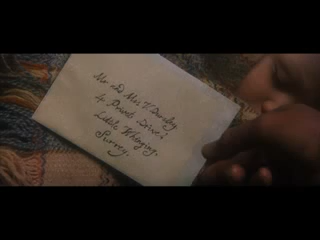 Mr and Mrs V. Dursley
4. Privet Drive,
Little Whinging,
Surrey.